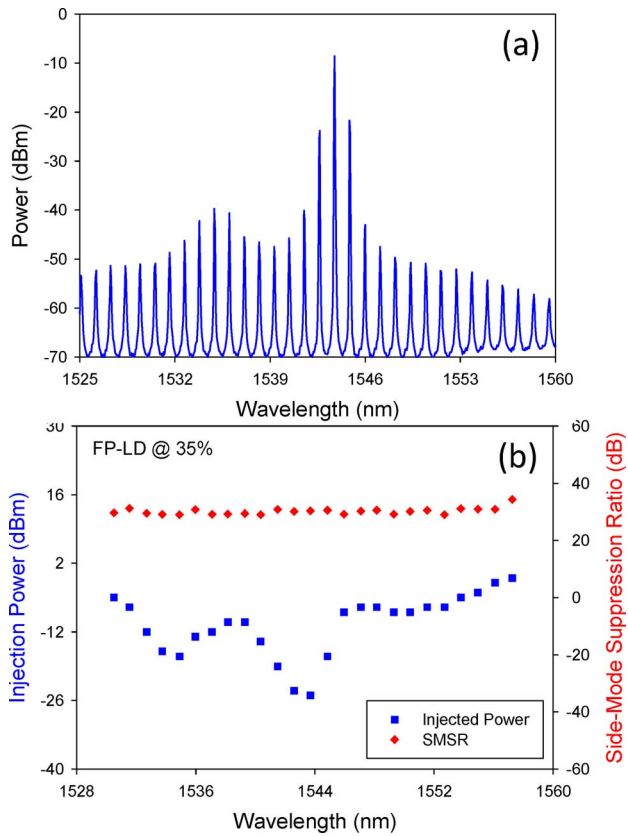 0
-10
-20
-30
-40
-50
-60
-70
(a)
Power (dBm)
1525 1532 1539 1546 1553 1560
Wavelength (nm)
30
16
2
-12
-26
-40
Injection Power (dBm)
FP-LD @ 35%
(b)
60
40
20
0
-20
-40
-60
Side-Mode Suppression Ratio (dB)
Injected Power
SMSR
1528 1536 1544 1552 1560
Wavelength (nm)